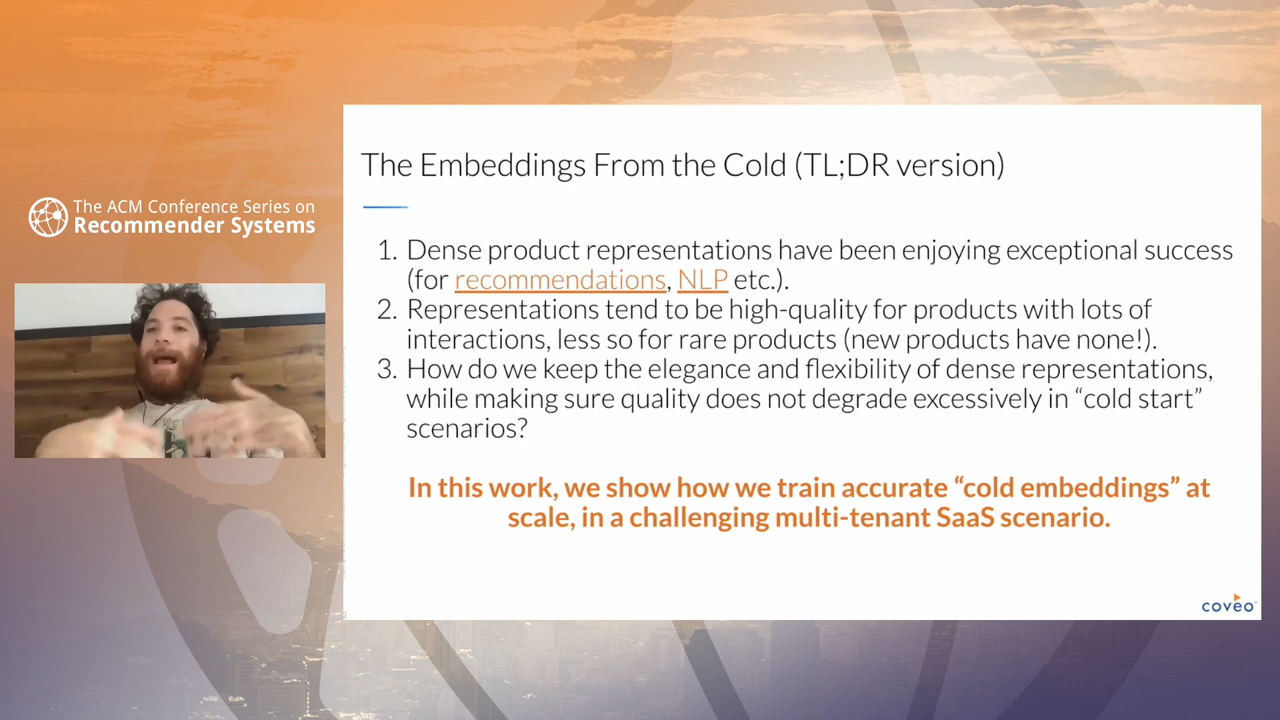 The ACM Conference Series on
Recommender Systems
The Embeddings From the Cold (TL;DR version)
1. Dense product representations have been enjoying exceptional success
(for recommendations, NLP etc.).
2. Representations tend to be high-quality for products with lots of
interactions, less so for rare products (new products have none!).
3. How do we keep the elegance and flexibility of dense representations,
while making sure quality does not degrade excessively in “cold start”
scenarios?
In this work, we show how we train accurate “cold embeddings” at
scale, in a challenging multi-tenant SaaS scenario.
coveo